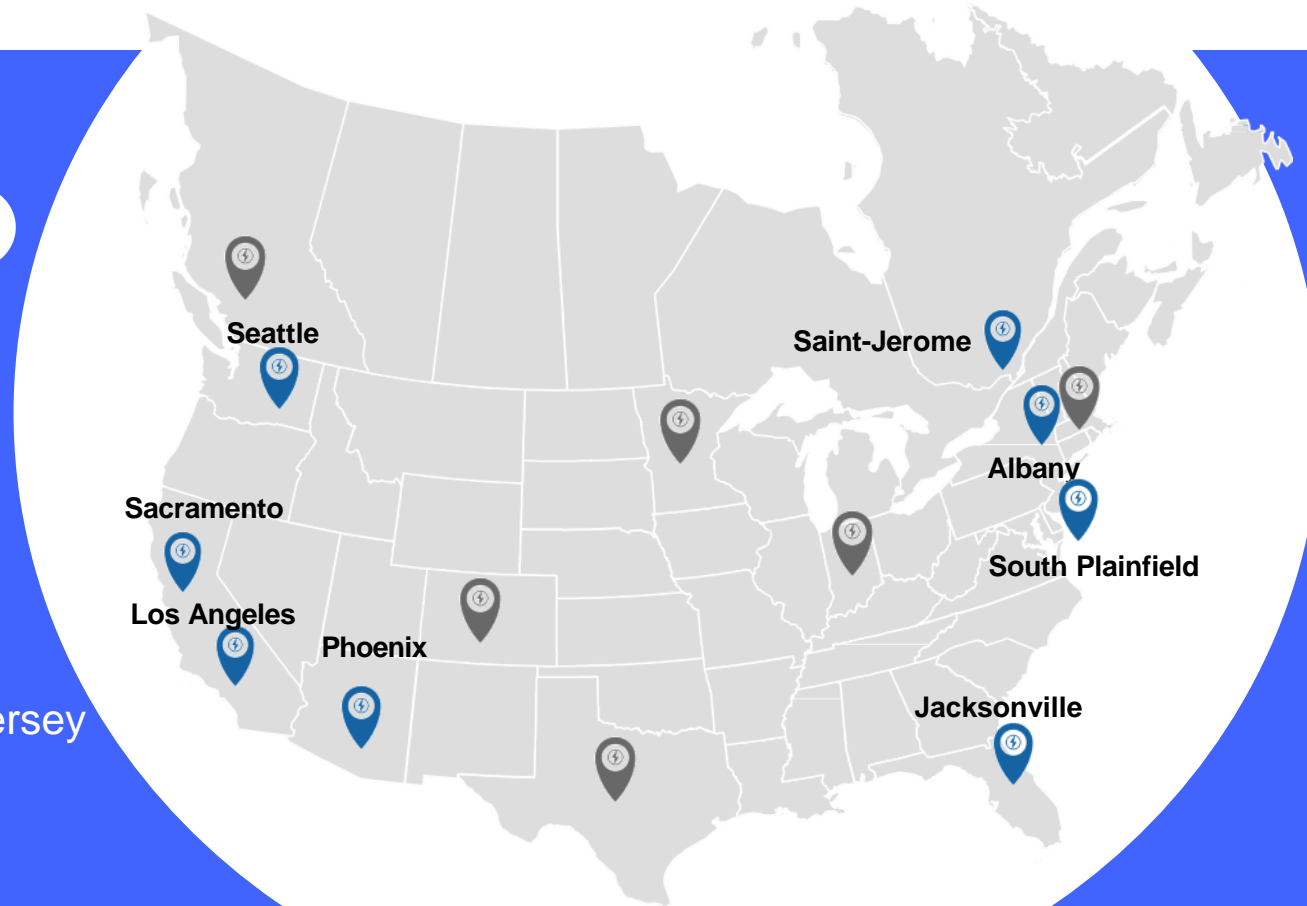 Seattle
Saint-Jerome
Albany
Sacramento
South Plainfield
Los Angeles
Phoenix
Jacksonville
ersey